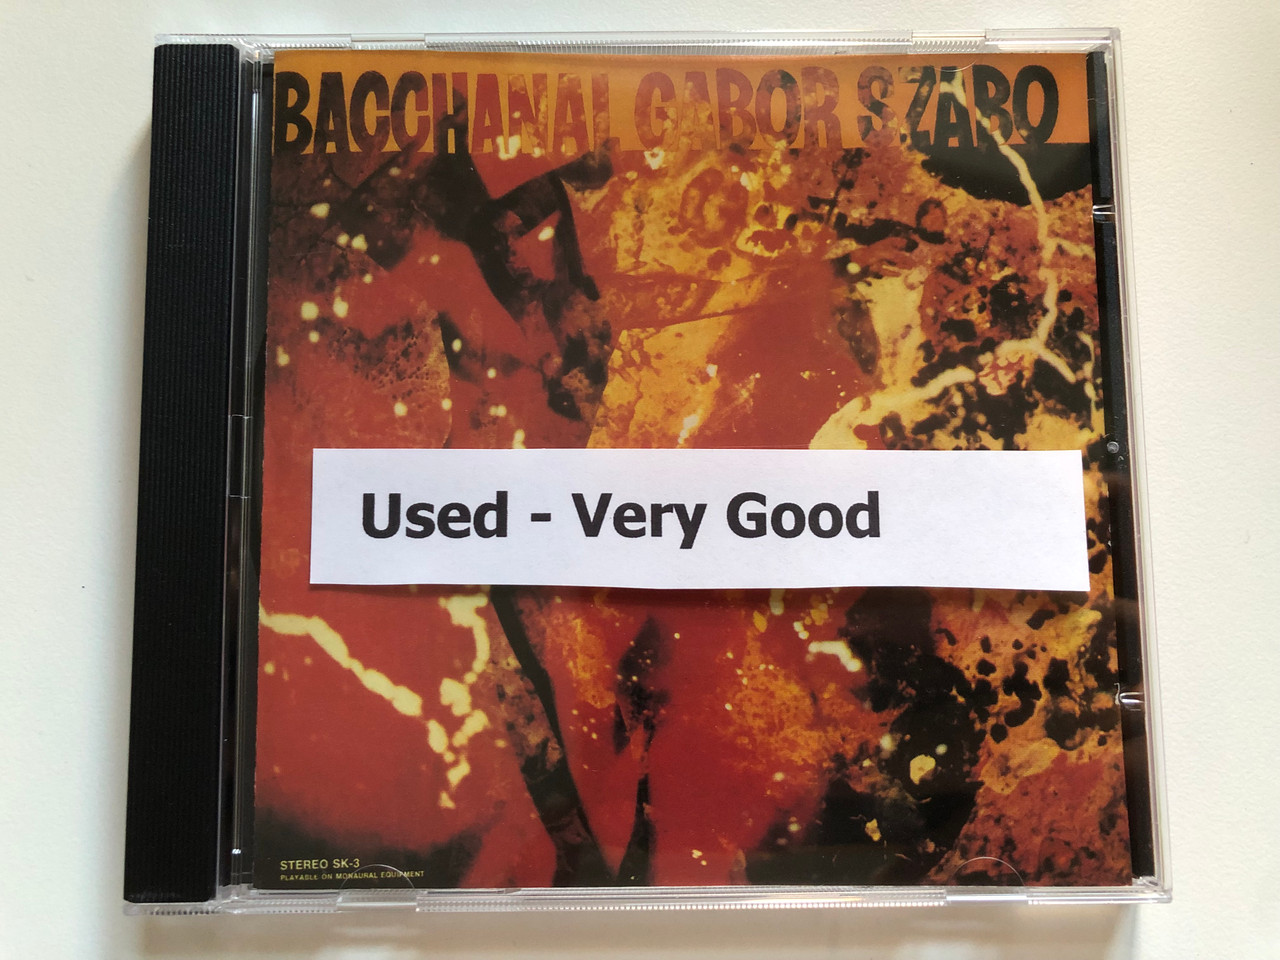 BACCHANAL GABOR SZABO
Used - Very Good
STEREO SK-3
PLAYABLE ON MONAURAL EQUIPMENT